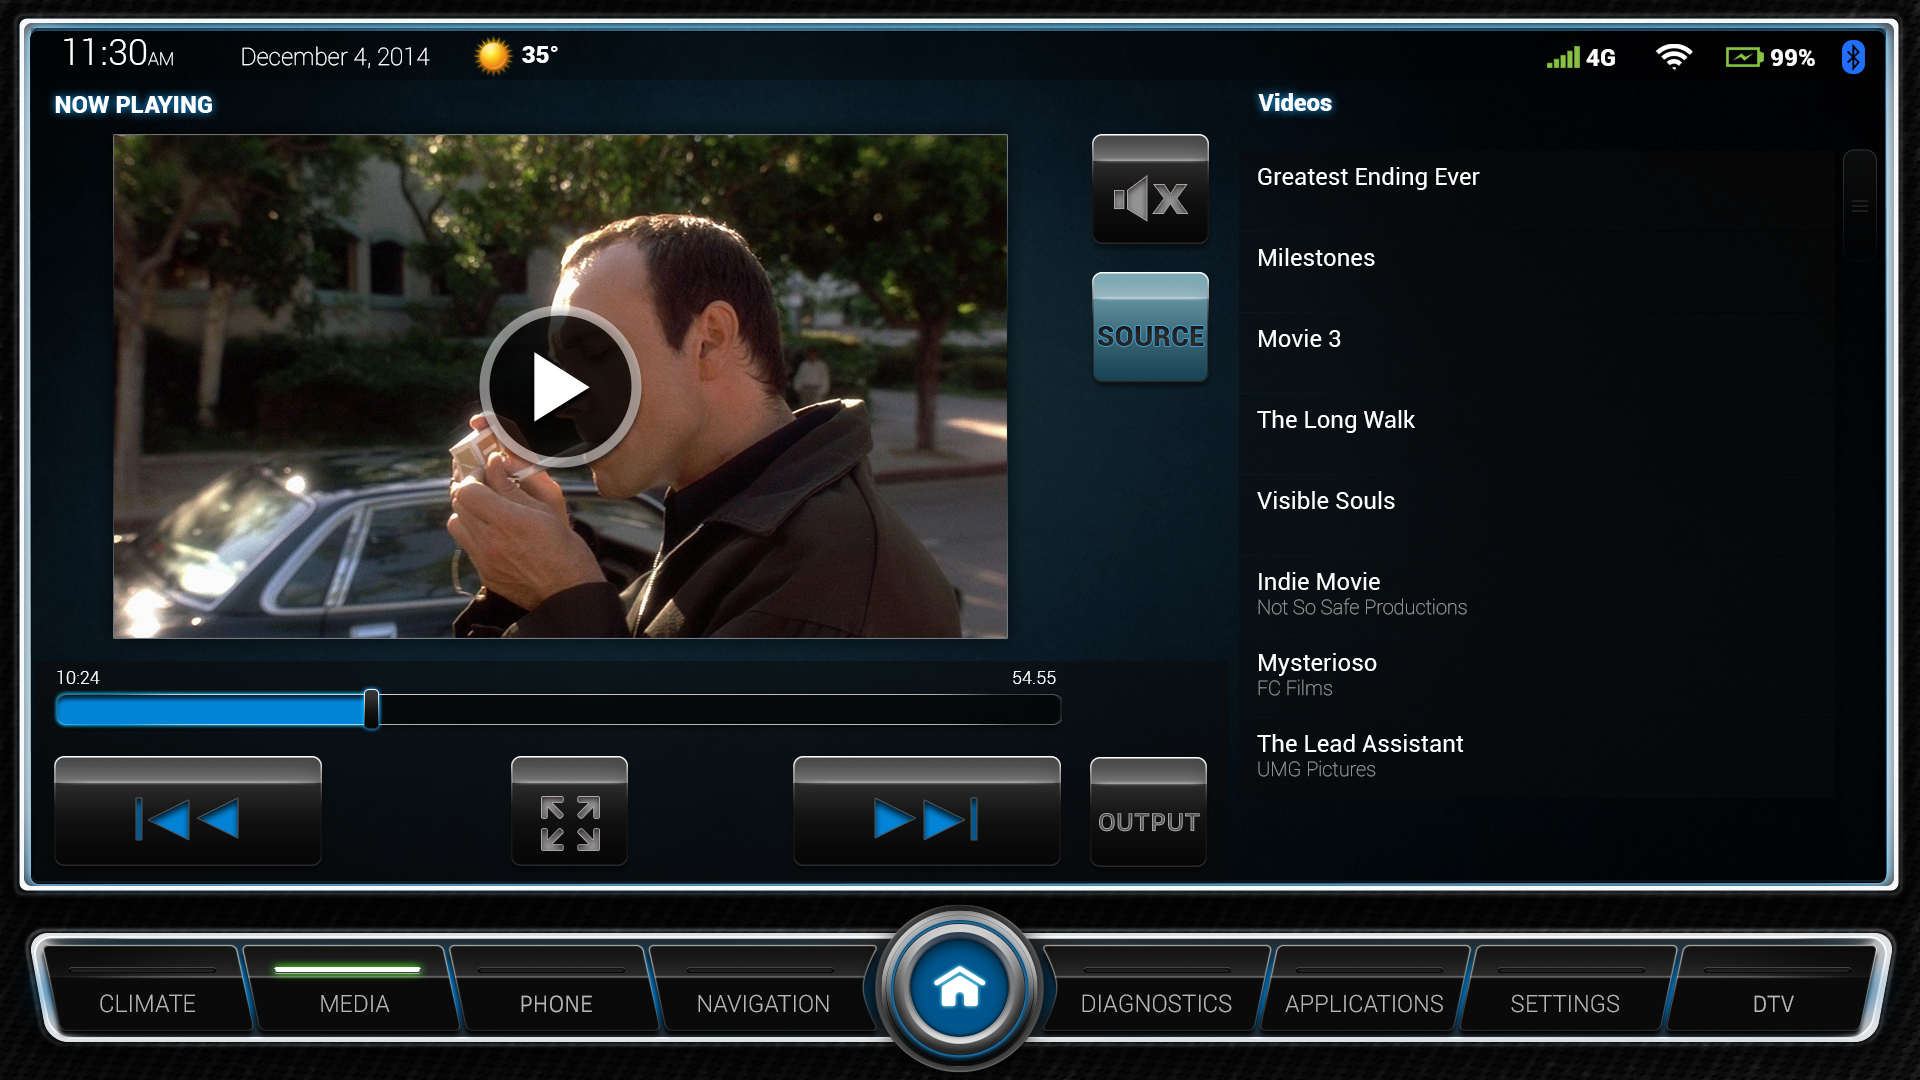 11:30AM
December 4, 2014
35°
4G
99%
NOW PLAYING
Videos
SOURCE
Greatest Ending Ever
Milestones
Movie 3
The Long Walk
Visible Souls
Indie Movie
Not So Safe Productions
Mysterioso
FC Films
The Lead Assistant
UMG Pictures
10:24
54.55
OUTPUT
CLIMATE
MEDIA
PHONE
NAVIGATION
DIAGNOSTICS
APPLICATIONS
SETTINGS
DTV